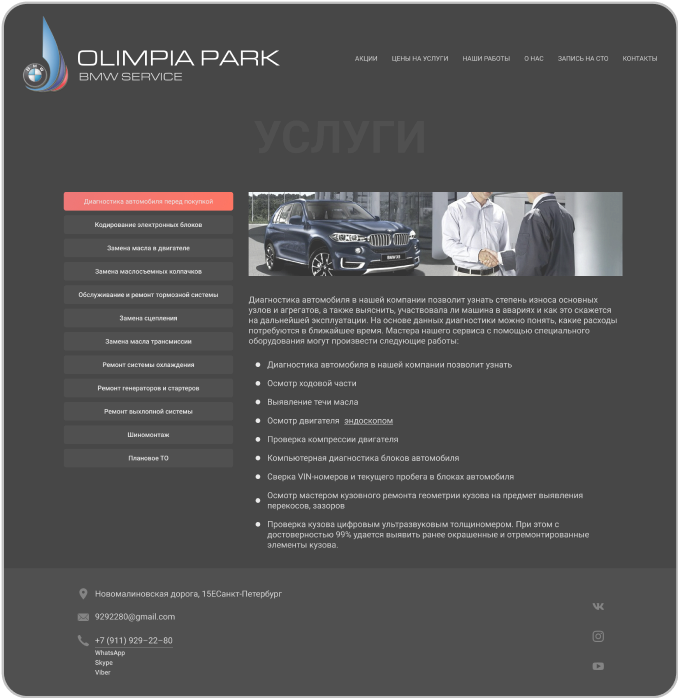 OLIMPIA PARK
BMW SERVICE
АКЦИИ ЦЕНЫ НА УСЛУГИ НАШИ РАБОТЫ О НАС ЗАПИСЬ НА СТО КОНТАКТЫ
УСЛУГИ
Диагностика автомобиля перед покупкой
Кодирование электронных блоков
Замена масла в двигателе
Замена маслосъемных колпачков
Обслуживание и ремонт тормозной системы
Замена сцепления
Замена масла трансмиссии
Ремонт системы охлаждения
Ремонт генераторов и стартеров
Ремонт выхлопной системы
Шиномонтаж
Плановое ТО
Диагностика автомобиля в нашей компании позволит узнать степень износа основных
узлов и агрегатов, а также выяснить, участвовала ли машина в авариях и как это скажется
на дальнейшей эксплуатации. На основе данных диагностики можно понять, какие расходы
потребуются в ближайшее время. Мастера нашего сервиса с помощью специального
оборудования могут произвести следующие работы:
Диагностика автомобиля в нашей компании позволит узнать
Осмотр ходовой части
Выявление течи масла
Осмотр двигателя эндоскопом
Проверка компрессии двигателя
Компьютерная диагностика блоков автомобиля
Сверка VIN-номеров и текущего пробега в блоках автомобиля
Осмотр мастером кузовного ремонта геометрии кузова на предмет выявления
перекосов, зазоров
Проверка кузова цифровым ультразвуковым толщиномером. При этом с
достоверностью 99% удается выявить ранее окрашенные и отремонтированные
элементы кузова.
Новомалиновская дорога, 15ЕСанкт-Петербург
9292280@gmail.com
+7 (911) 929–22–80
WhatsApp
Skype
Viber